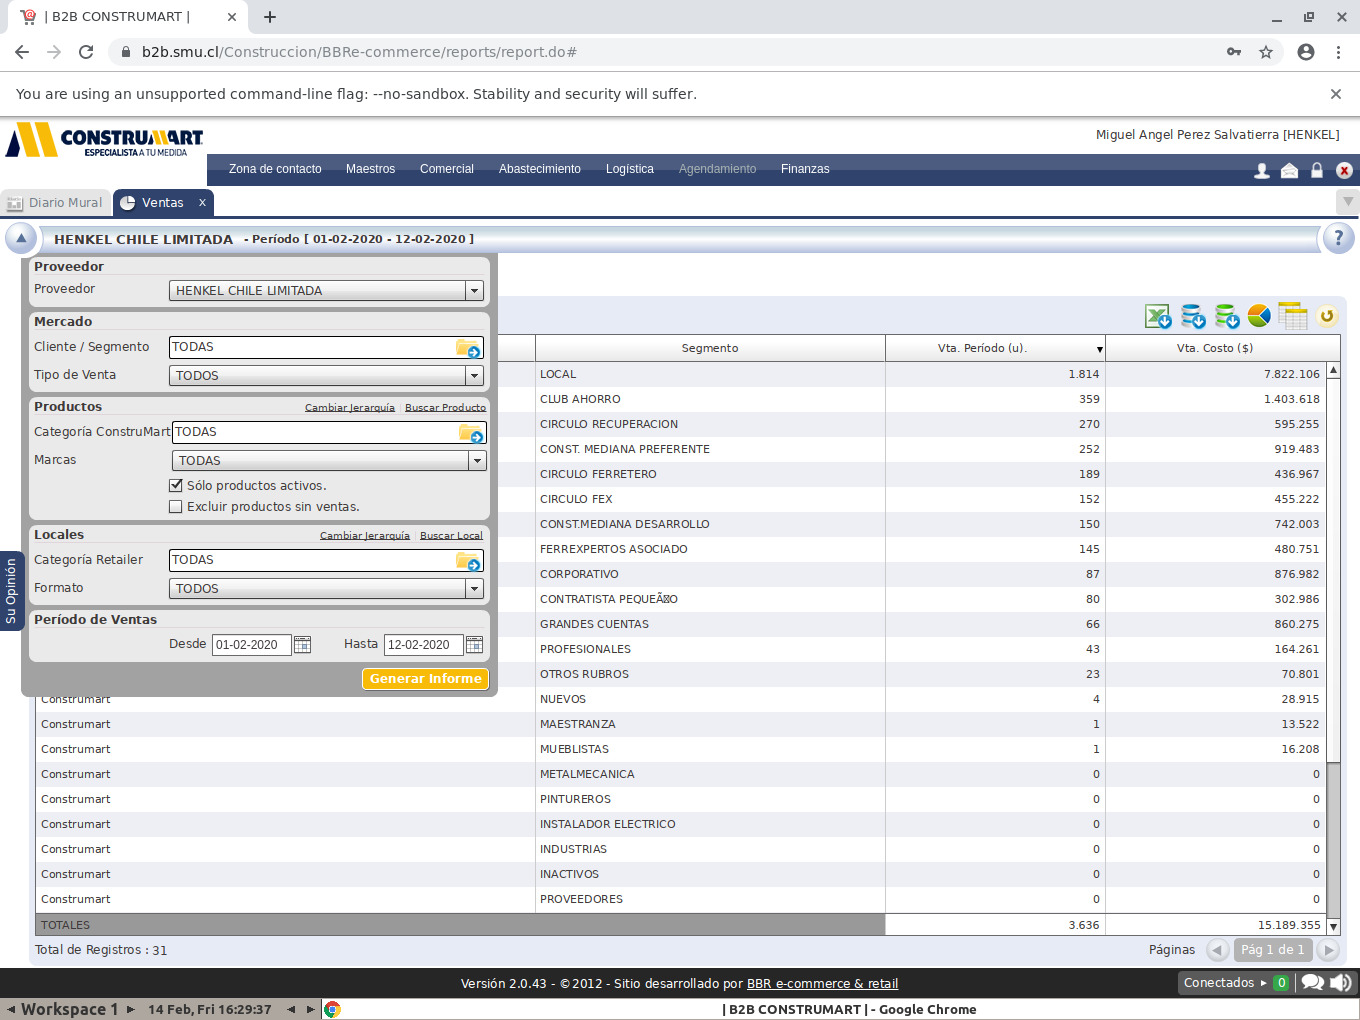 | B2B CONSTRUMART |
b2b.smu.cl/Construccion/BBRe-commerce/reports/report.do#
You are using an unsupported command-line flag: --no-sandbox. Stability and security will suffer.
CONSTRUMART
ESPECIALISTA A TU MEDIDA
Miguel Angel Perez Salvatierra [HENKEL]
Zona de contacto Maestros Comercial Abastecimiento Logística Agendamiento Finanzas
Diario Mural Ventas x
HENKEL CHILE LIMITADA - Período [ 01-02-2020 - 12-02-2020 ]
Proveedor
Proveedor HENKEL CHILE LIMITADA
Mercado
Cliente / Segmento TODAS
Tipo de Venta TODOS
Productos Cambiar Jerarquía | Buscar Producto
Categoría ConstruMart TODAS
Marcas TODAS
Sólo productos activos.
Excluir productos sin ventas.
Locales Cambiar Jerarquía | Buscar Local
Categoría Retailer TODAS
Formato TODOS
Período de Ventas
Desde 01-02-2020 Hasta 12-02-2020
Generar Informe
Su Opinión
Segmento Vta. Período (u). Vta. Costo ($)
LOCAL 1.814 7.822.106
CLUB AHORRO 359 1.403.618
CIRCULO RECUPERACION 270 595.255
CONST. MEDIANA PREFERENTE 252 919.483
CIRCULO FERRETERO 189 436.967
CIRCULO FEX 152 455.222
CONST.MEDIANA DESARROLLO 150 742.003
FERREXPERTOS ASOCIADO 145 480.751
CORPORATIVO 87 876.982
CONTRATISTA 80 302.986
GRANDES CUENTAS 66 860.275
PROFESIONALES 43 164.261
OTROS RUBROS 23 70.801
Construmart NUEVOS 4 28.915
Construmart MAESTRANZA 1 13.522
Construmart MUEBLISTAS 1 16.208
Construmart METALMECANICA 0 0
Construmart PINTUREROS 0 0
Construmart INSTALADOR ELECTRICO 0 0
Construmart INDUSTRIAS 0 0
Construmart INACTIVOS 0 0
Construmart PROVEEDORES 0 0
TOTALES 3.636 15.189.355
Total de Registros : 31 Páginas Pág 1 de 1
Versión 2.0.43 - ©2012 - Sitio desarrollado por BBR e-commerce & retail
Conectados 0
Workspace 1 14 Feb, Fri 16:29:37 | B2B CONSTRUMART | - Google Chrome